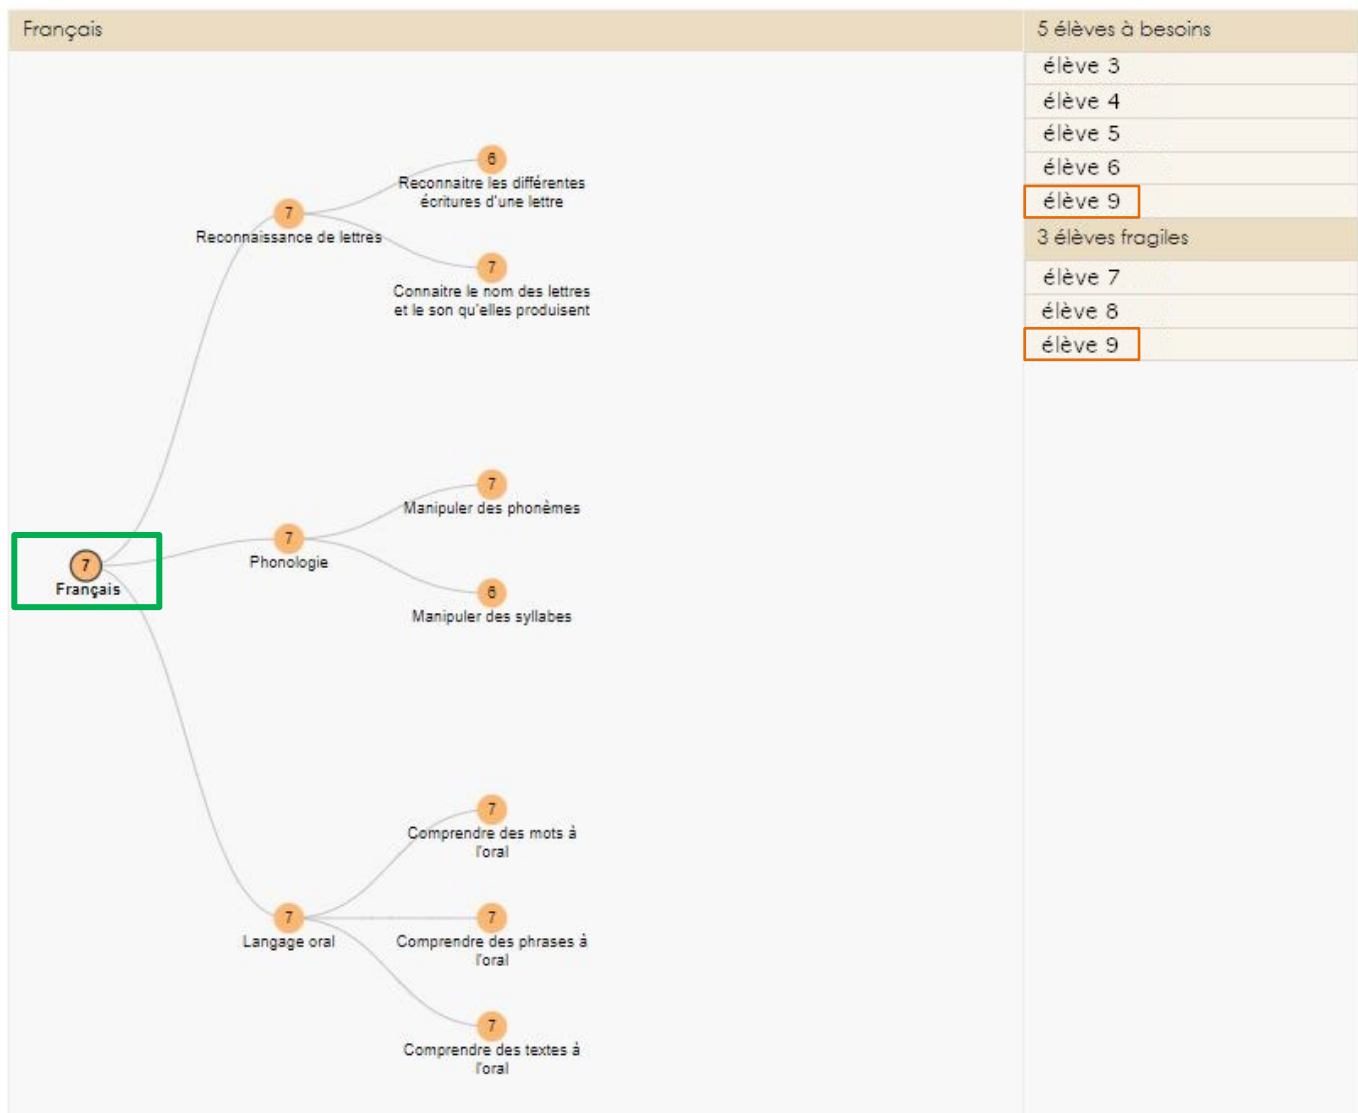 Français
5 élèves à besoins
élève 3
élève 4
élève 5
élève 6
élève 9
3 élèves fragiles
élève 7
élève 8
élève 9
6
Reconnaitre les différentes
écritures d'une lettre
7
Reconnaissance de lettres
7
Connaitre le nom des lettres
et le son qu'elles produisent
7
Manipuler des phonèmes
7
Phonologie
7
Français
6
Manipuler des syllabes
7
Comprendre des mots à
l'oral
7
Langage oral
7
Comprendre des phrases à
l'oral
7
Comprendre des textes à
l'oral